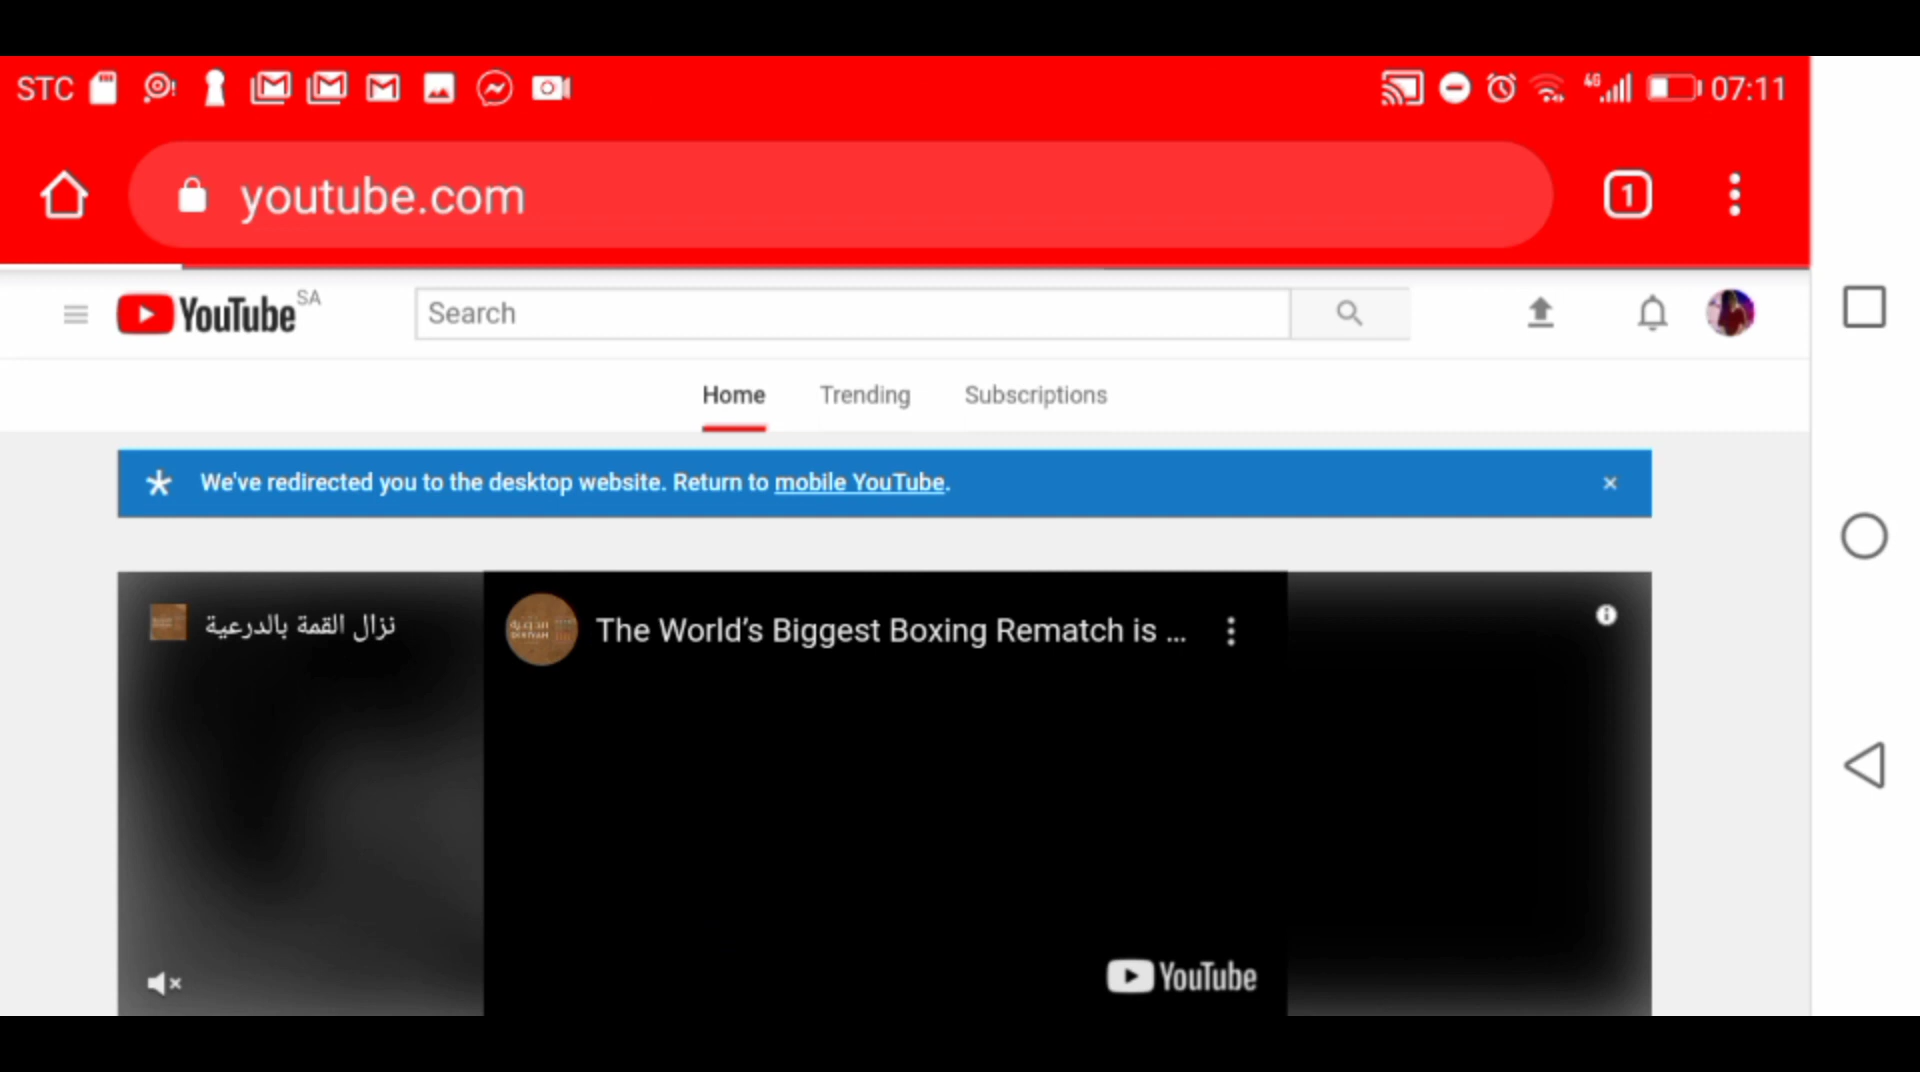 STC 4G 07:11
youtube.com 1
YouTube SA Search
Home Trending Subscriptions
We've redirected you to the desktop website. Return to mobile YouTube.
نزال القمة بالدرعية
The World's Biggest Boxing Rematch is ...
YouTube